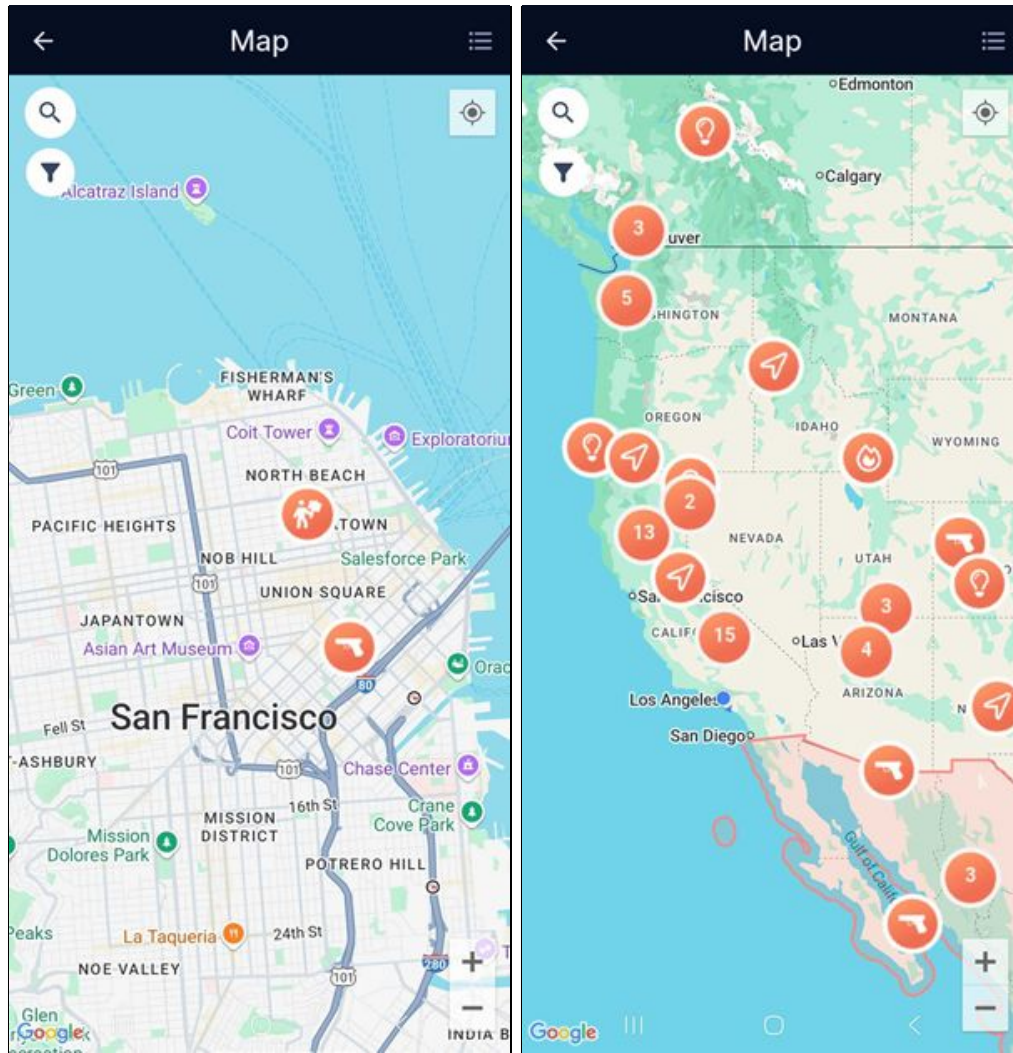 Map
Alcatraz Island
FISHERMAN'S
WHARF
Green
Coit Tower
Exploratoriu
101
NORTH BEACH
PACIFIC HEIGHTS
ATOWN
NOB HILL
Salesforce Park
101
UNION SQUARE
JAPANTOWN
Asian Art Museum
Orac
80
San Francisco
Fell St
-ASHBURY
101
Chase Center
16th St
Crane
Cove Park
MISSION
DISTRICT
Mission
Dolores Park
POTRERO HILL
La Taqueria
24th St
Peaks
NOE VALLEY
101
280
T
+
−
Glen
Google
INDIA B
Map
Edmonton
Calgary
3
uver
5
SHINGTON
MONTANA
OREGON
IDAHO
WYOMING
2
13
NEVADA
UTAH
Sa
cisco
3
CALIF
15
Las V
4
ARIZONA
Los Angeles
N
San Diego
Gulf of Calif
3
+
−
Google